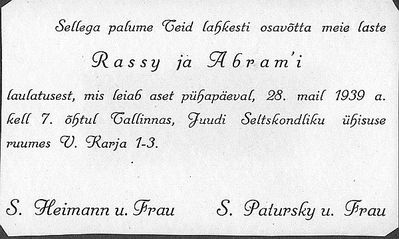 Sellega palume Teid lahkesti osavõtta meie laste
Rassy ja Abram'i
laulatusest, mis leiab aset pühapäeval, 28. mail 1939 a.
kell 7. õhtul Tallinnas, Juudi Seltskondliku ühisuse
ruumes V. Karja 1-3.
S. Heimann u. Frau S. Patursky u. Frau